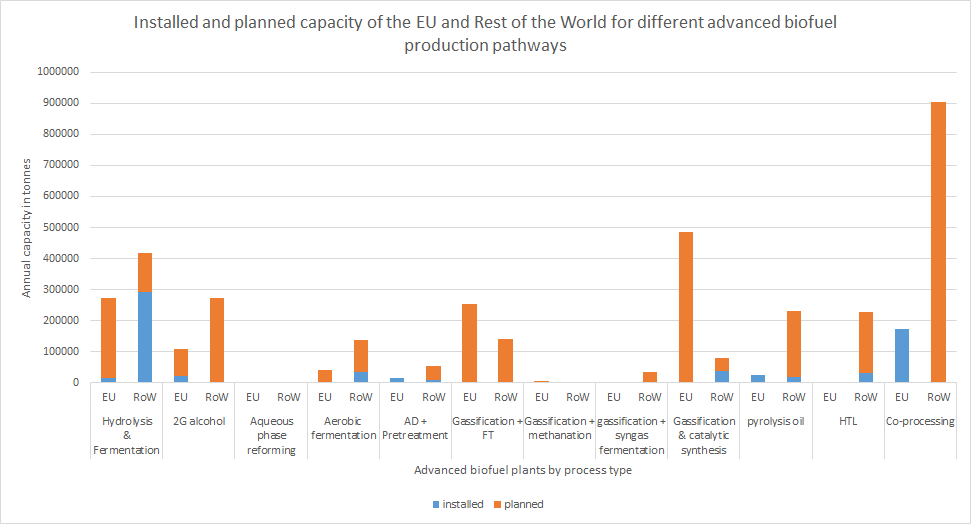 Installed and planned capacity of the EU and Rest of the World for different advanced biofuel
production pathways
1000000
900000
800000
700000
600000
500000
400000
300000
200000
100000
0
Annual capacity in tonnes
EU RoW EU RoW EU RoW EU RoW EU RoW EU RoW EU RoW EU RoW EU RoW EU RoW EU RoW EU RoW
Hydrolysis
&
Fermentation
2G alcohol
Aqueous
phase
reforming
Aerobic
fermentation
AD +
Pretreatment
Gassification +
FT
Gassification +
methanation
gassification +
syngas
fermentation
Gassification
& catalytic
synthesis
pyrolysis oil
HTL
Co-processing
Advanced biofuel plants by process type
installed planned